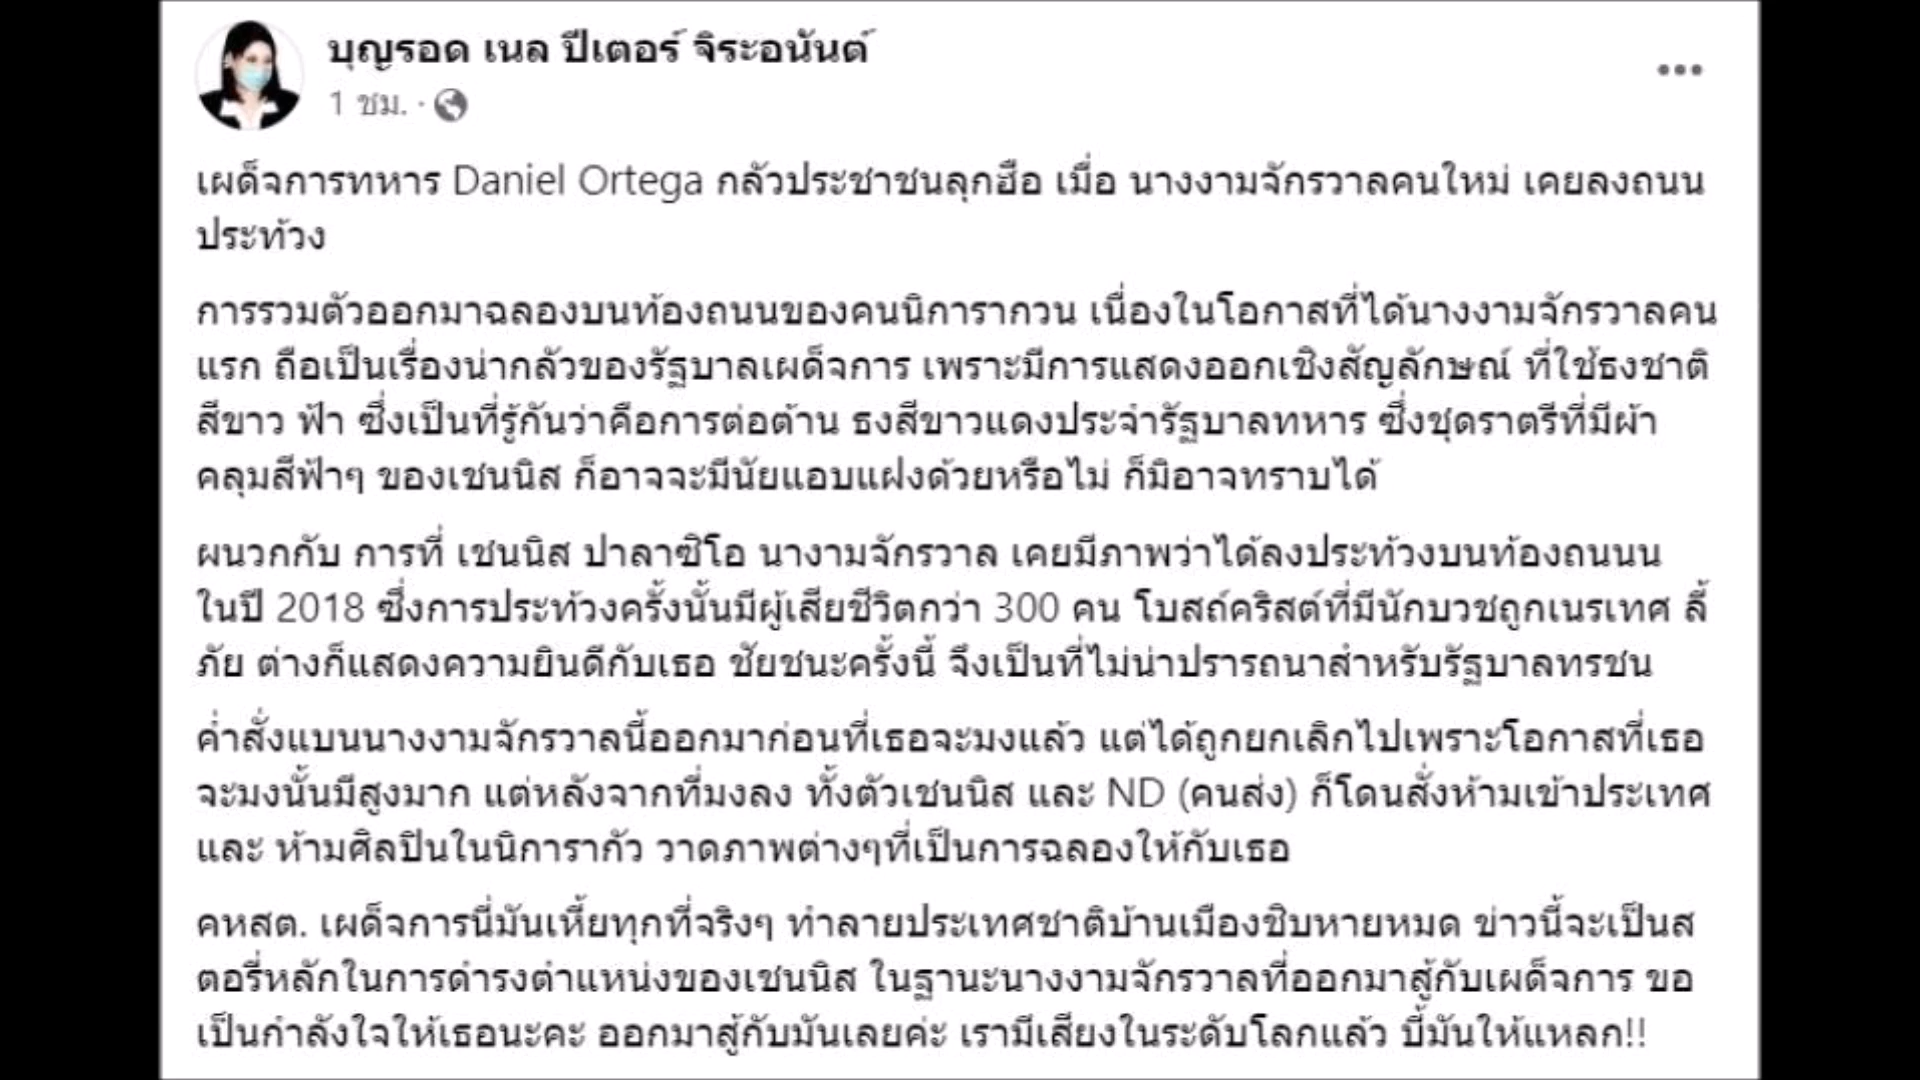 บุญรอด เนล ปีเตอร์ จิระอนันต์
1 ชม. ·
เผด็จการทหาร Daniel Ortega กลัวประชาชนลุกฮือ เมื่อ นางงามจักรวาลคนใหม่ เคยลงถนน
ประท้วง
การรวมตัวออกมาฉลองบนท้องถนนของคนนิการากวน เนื่องในโอกาสที่ได้นางงามจักรวาลคน
แรก ถือเป็นเรื่องน่ากลัวของรัฐบาลเผด็จการ เพราะมีการแสดงออกเชิงสัญลักษณ์ ที่ใช้ธงชาติ
สีขาว ฟ้า ซึ่งเป็นที่รู้กันว่าคือการต่อต้าน ธงสีขาวแดงประจำรัฐบาลทหาร ซึ่งชุดราตรีที่มีผ้า
คลุมสีฟ้าๆ ของเชนนิส ก็อาจจะมีนัยแอบแฝงด้วยหรือไม่ ก็มิอาจทราบได้
ผนวกกับ การที่ เชนนิส ปาลาซิโอ นางามจักรวาล เคยมีภาพว่าได้ลงประท้วงบนท้องถนนน
ในปี 2018 ซึ่งการประท้วงครั้งนั้นมีผู้เสียชีวิตกว่า 300 คน โบสถ์คริสต์ที่มีนักบวชถูกเนรเทศ ลี้
ภัย ต่างก็แสดงความยินดีกับเธอ ชัยชนะครั้งนี้ จึงเป็นที่ไม่น่าปรารถนาสำหรับรัฐบาลทรชน
ค่ำสั่งแบนนางงามจักรวาลนี้ออกมาก่อนที่เธอจะมงแล้ว แต่ได้ถูกยกเลิกไปเพราะโอกาสที่เธอ
จะมงนั้นมีสูงมาก แต่หลังจากที่มงลง ทั้งตัวเชนนิส และ ND (คนส่ง) ก็โดนสั่งห้ามเข้าประเทศ
และ ห้ามศิลปินในนิการากัว วาดภาพต่างๆที่เป็นการฉลองให้กับเธอ
คหสต. เผด็จการนี่มันเหี้ยทุกที่จริงๆ ทำลายประเทศชาติบ้านเมืองชิบหายหมด ข่าวนี้จะเป็นส
ตอรี่หลักในการดำรงตำแหน่งของเชนนิส ในฐานะนางงามจักรวาลที่ออกมาสู้กับเผด็จการ ขอ
เป็นกำลังใจให้เธอนะคะ ออกมาสู้กับมันเลยค่ะ เรามีเสียงในระดับโลกแล้ว บี้มันให้แหลก!!